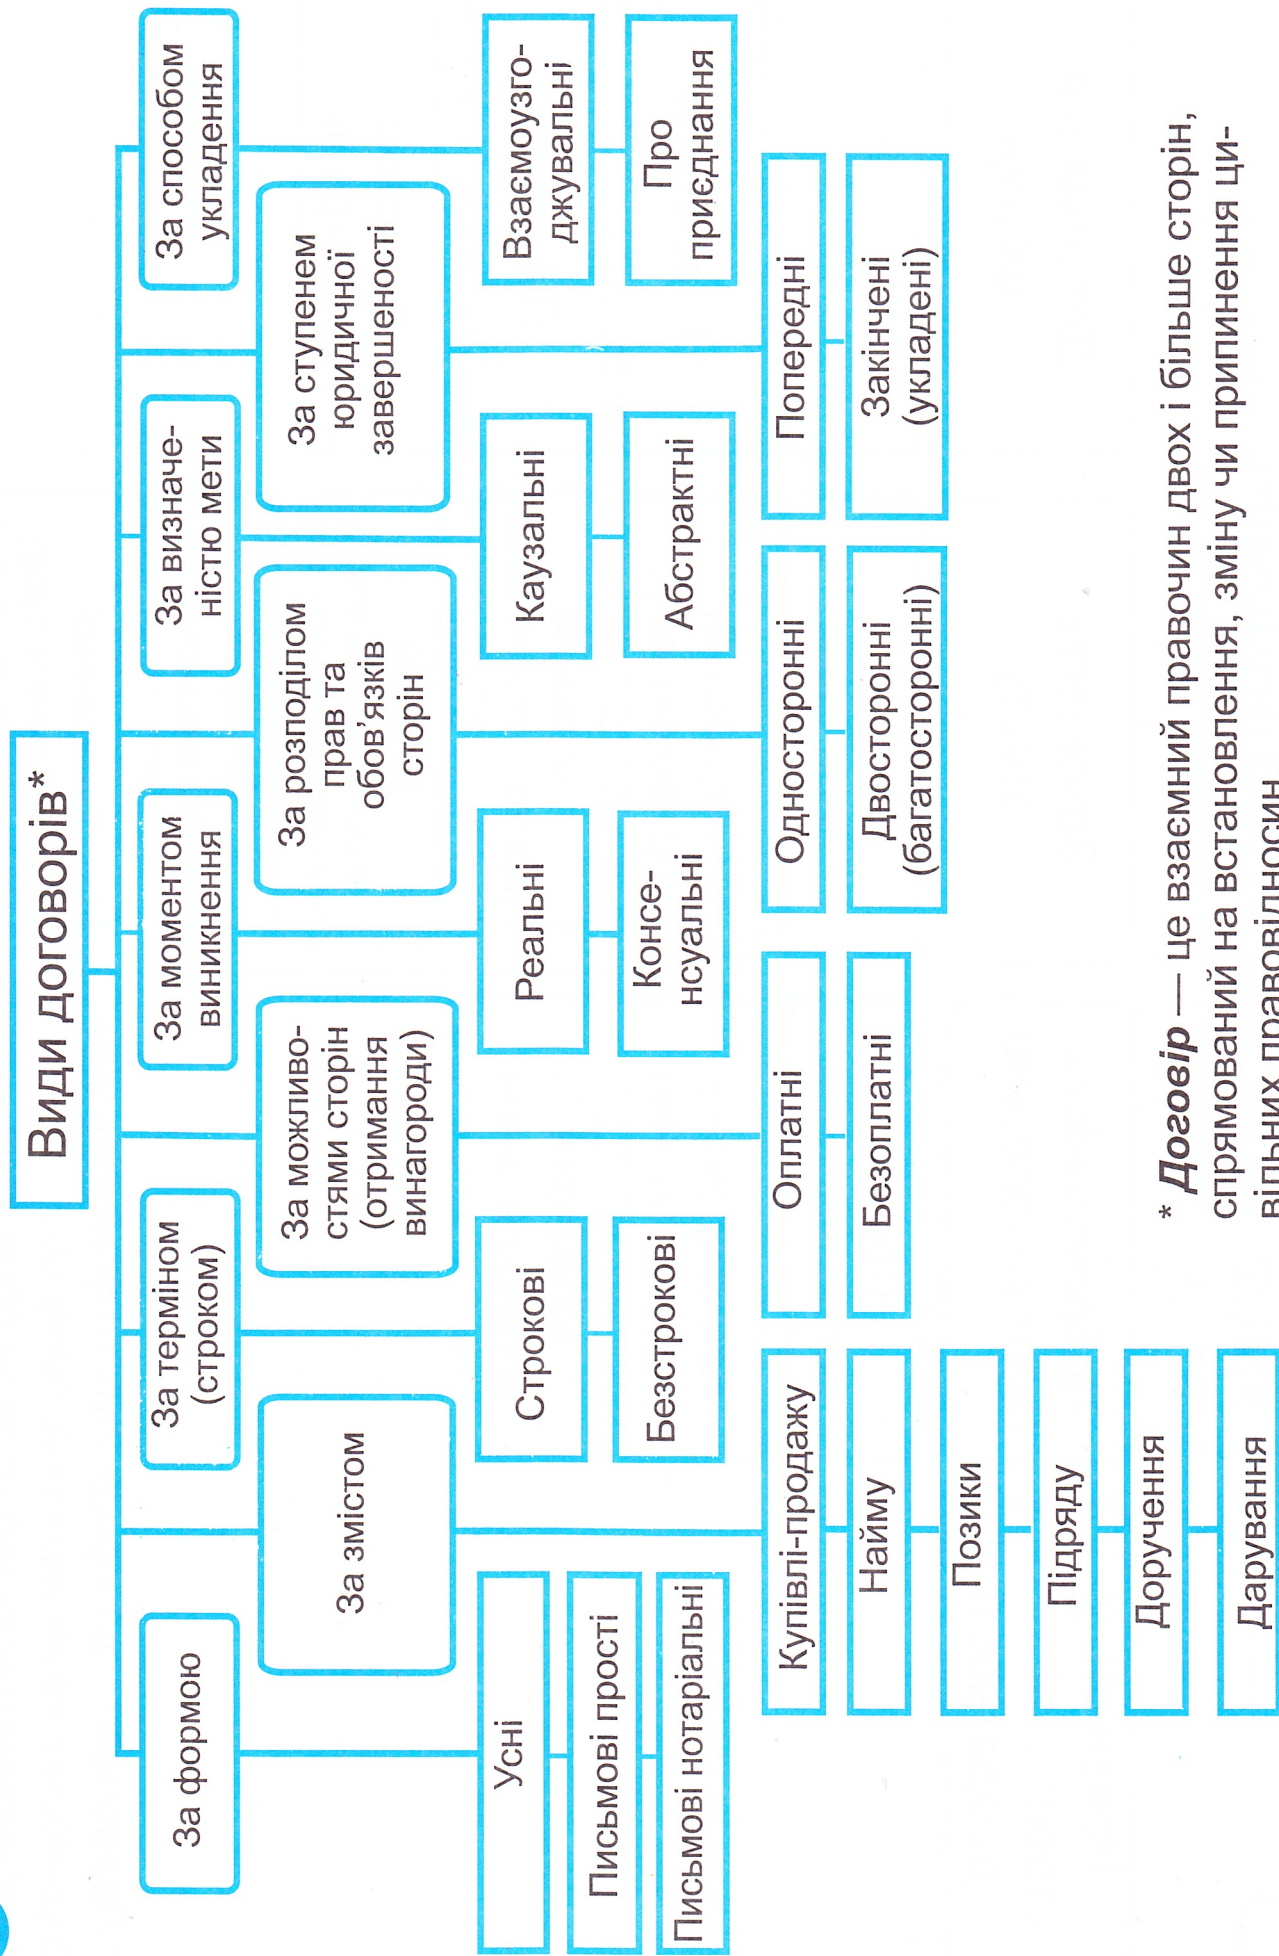 Види договорів*
За формою
За терміном
(строком)
За моментом
виникнення
За визначе-
ністю мети
За способом
укладення
За змістом
За можливо-
стями сторін
(отримання
винагороди)
За розподілом
прав та
обов’язків
сторін
За ступенем
юридичної
завершеності
Усні
Письмові прості
Письмові нотаріальні
Строкові
Безстрокові
Реальні
Консе-
нсуальні
Каузальні
Абстрактні
Взаємоузго-
джувальні
Про
приєднання
Купівлі-продажу
Найму
Позики
Підряду
Доручення
Дарування
Оплатні
Безоплатні
Односторонні
Двосторонні
(багатосторонні)
Попередні
Закінчені
(укладені)
* Договір — це взаємний правочин двох і більше сторін,
спрямований на встановлення, зміну чи припинення ци-
вільних правовідносин